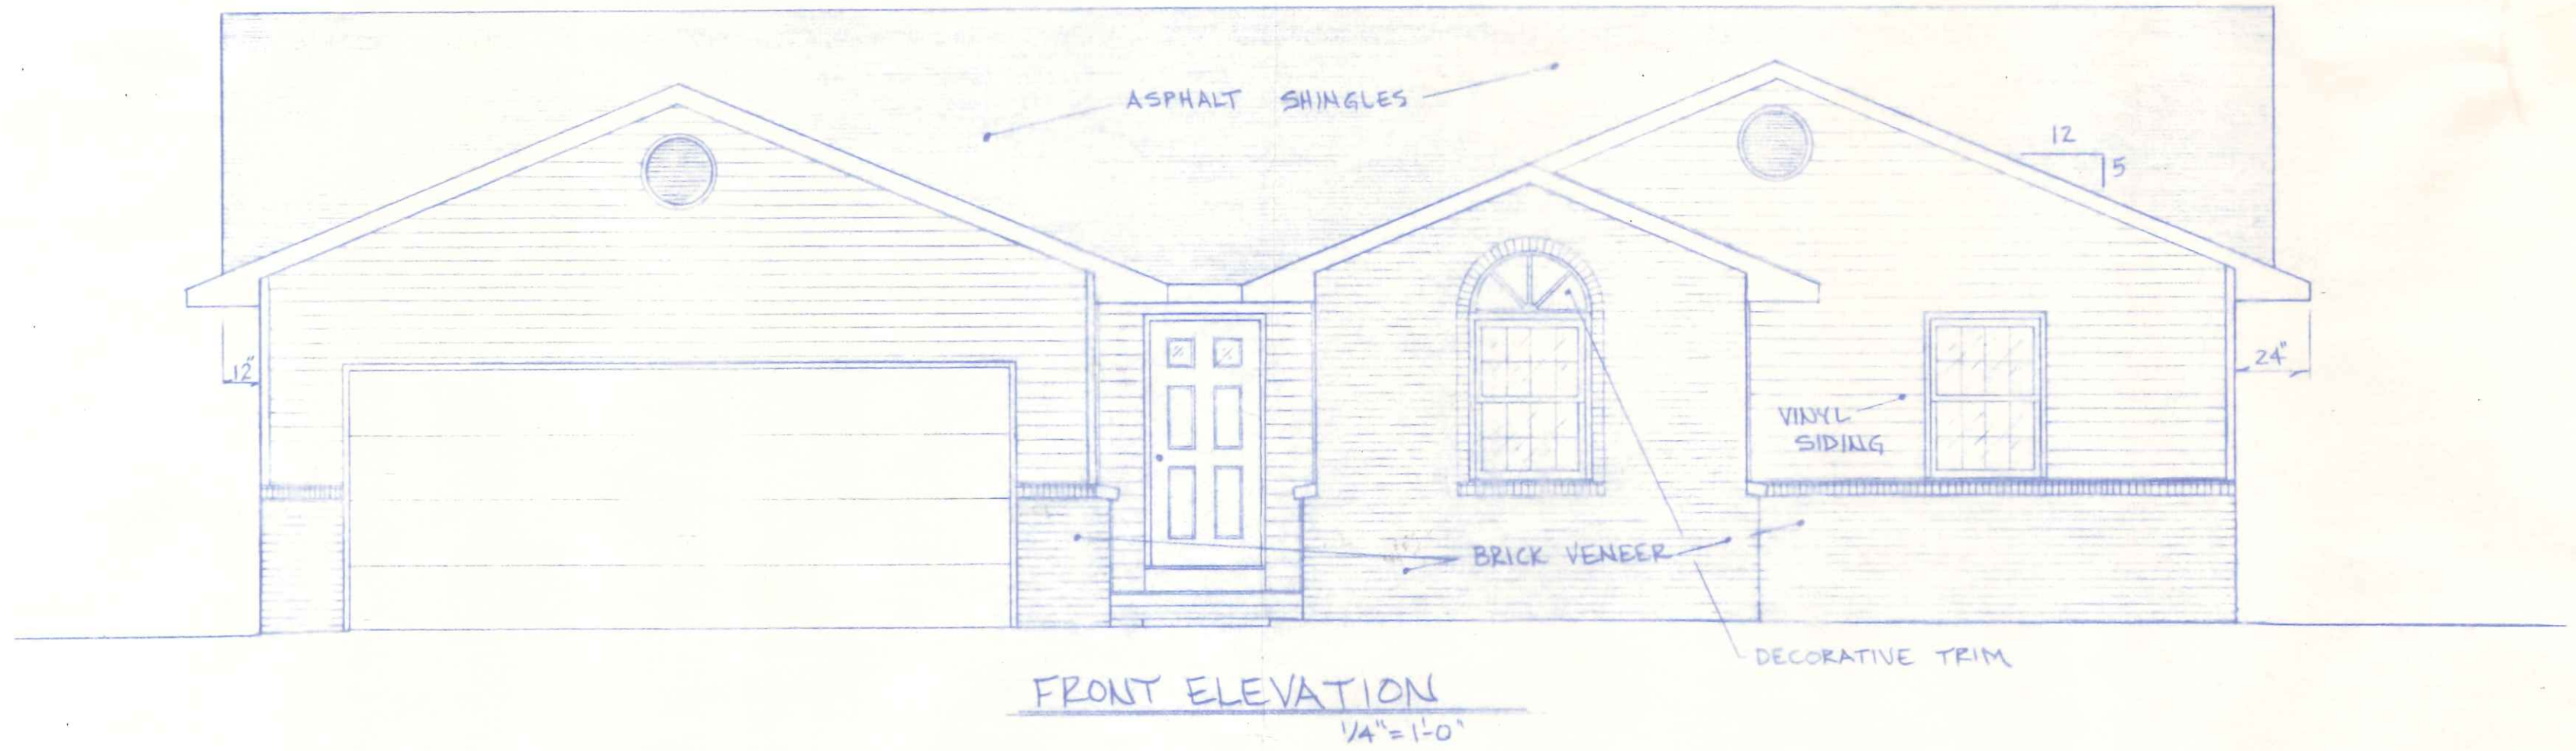 ASPHALT SHINGLES
12
5
12"
24"
VINYL
SIDING
BRICK VENEER
DECORATIVE TRIM
FRONT ELEVATION
1/4"=1'-0"